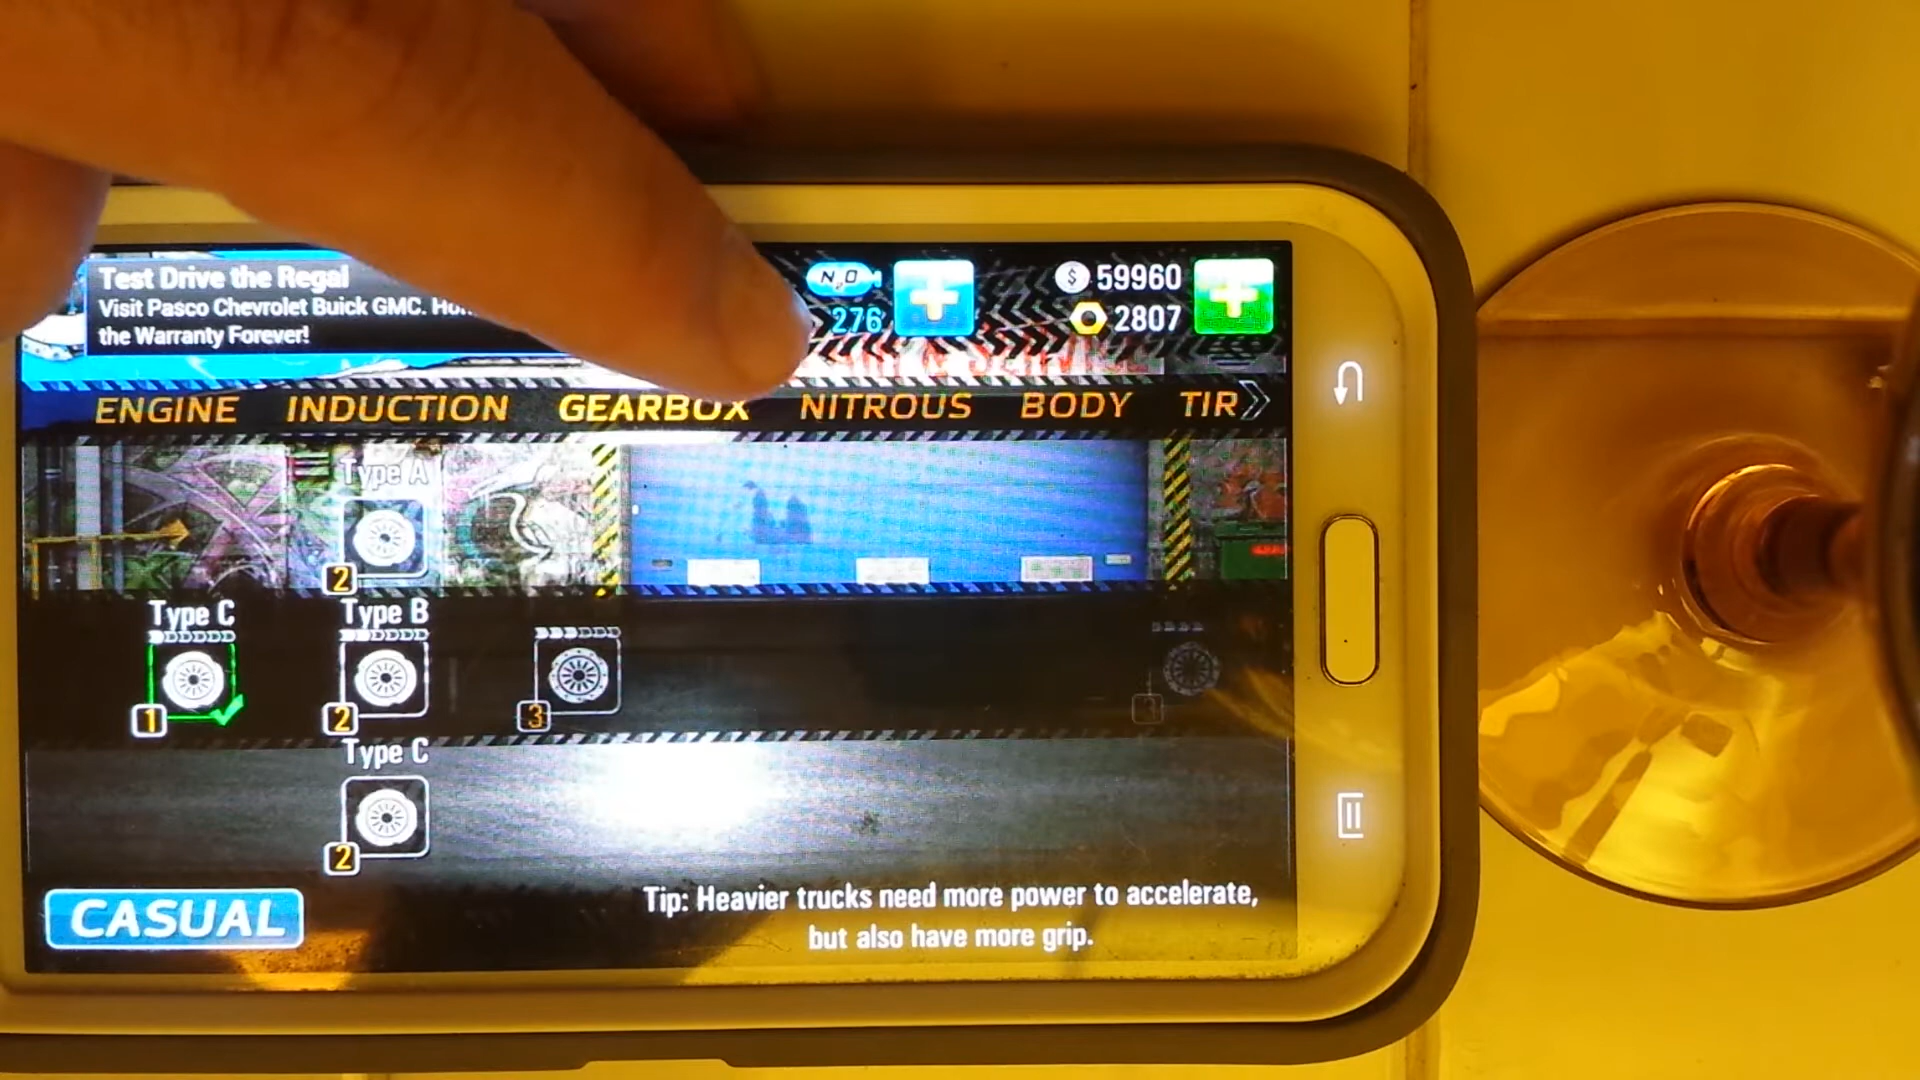 Test Drive the Regal
Visit Pasco Chevrolet Buick GMC.
the Warranty Forever!
N2O
276
$ 59960
2807
ENGINE INDUCTION GEARBOX NITROUS BODY TIR
Type A
2
Type C Type B
1 2 3 3
Type C
2
CASUAL
Tip: Heavier trucks need more power to accelerate,
but also have more grip.